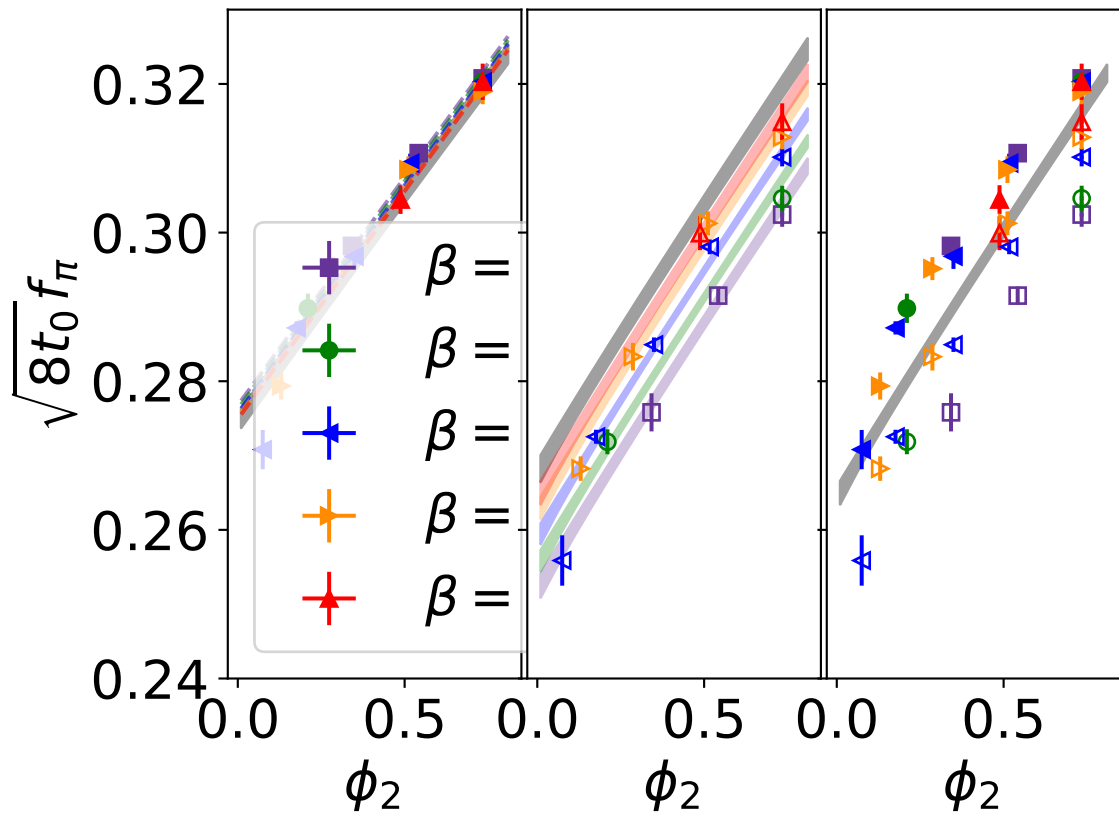 √8t₀ f_π
0.32
0.30
0.28
0.26
0.24
β =
β =
β =
β =
β =
0.0 0.5 0.0 0.5 0.0 0.5
ϕ₂ ϕ₂ ϕ₂